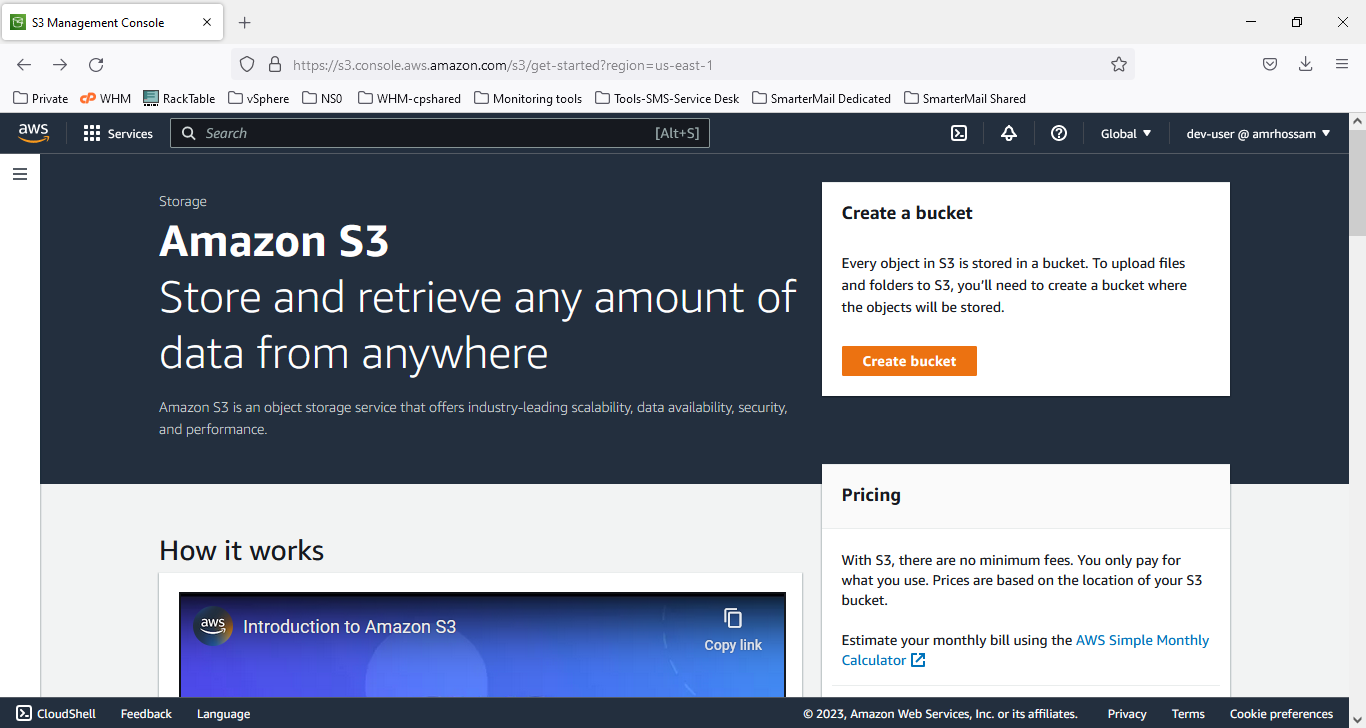 S3 Management Console
https://s3.console.aws.amazon.com/s3/get-started?region=us-east-1
Private WHM RackTable vSphere NS0 WHM-cpshared Monitoring tools Tools-SMS-Service Desk SmarterMail Dedicated SmarterMail Shared
aws Services Search [Alt+S] Global dev-user @ amrhossam
Storage
Amazon S3
Store and retrieve any amount of
data from anywhere
Amazon S3 is an object storage service that offers industry-leading scalability, data availability, security,
and performance.
Create a bucket
Every object in S3 is stored in a bucket. To upload files
and folders to S3, you'll need to create a bucket where
the objects will be stored.
Create bucket
Pricing
With S3, there are no minimum fees. You only pay for
what you use. Prices are based on the location of your S3
bucket.
Estimate your monthly bill using the AWS Simple Monthly
Calculator
How it works
aws Introduction to Amazon S3
Copy link
CloudShell Feedback Language © 2023, Amazon Web Services, Inc. or its affiliates. Privacy Terms Cookie preferences